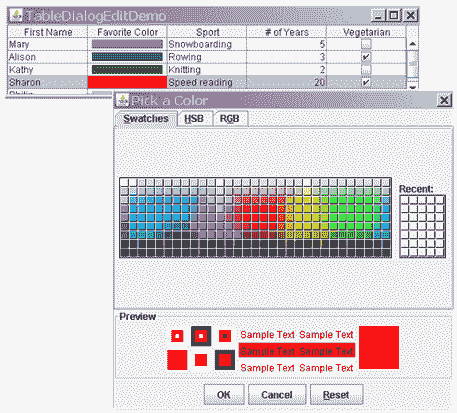 TableDialogEditDemo
First Name Favorite Color Sport # of Years Vegetarian
Mary Snowboarding 5
Alison Rowing 3
Kathy Knitting 2
Sharon Speed reading 20
Pick a Color
Swatches HSB RGB
Recent:
Preview
Sample Text Sample Text
Sample Text Sample Text
Sample Text Sample Text
OK Cancel Reset